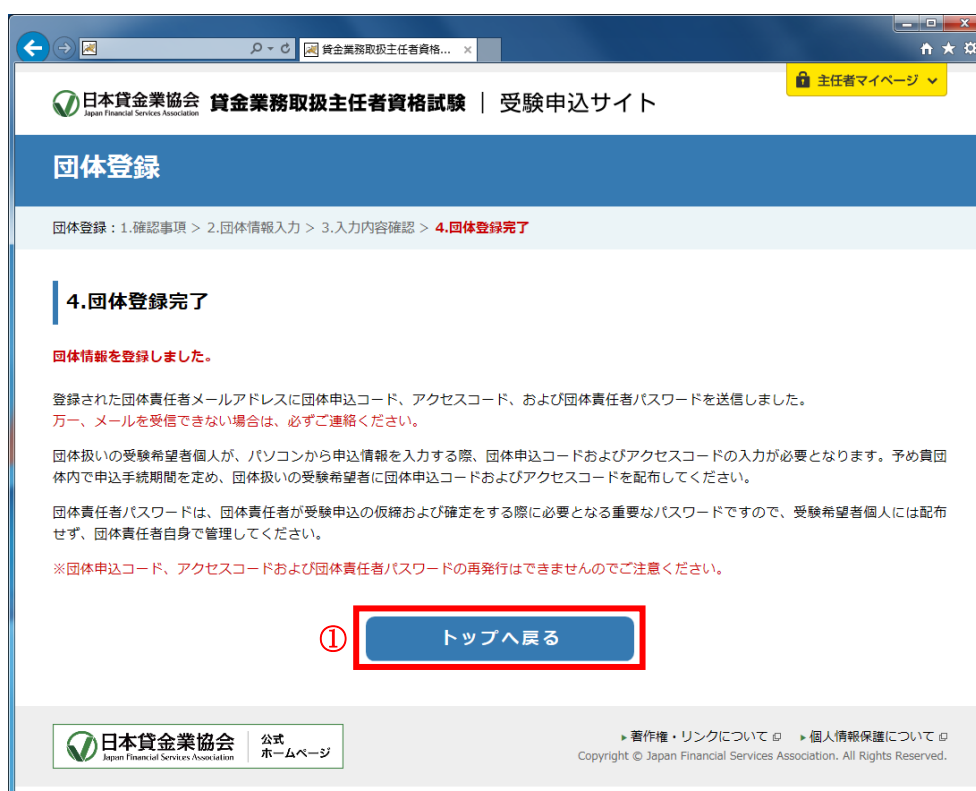 貸金業務取扱主任者資格...
主任者マイページ
日本貸金業協会 貸金業務取扱主任者資格試験 | 受験申込サイト
Japan Financial Services Association
団体登録
団体登録：1.確認事項 > 2.団体情報入力 > 3.入力内容確認 > 4.団体登録完了
4.団体登録完了
団体情報を登録しました。
登録された団体責任者メールアドレスに団体申込コード、アクセスコード、および団体責任者パスワードを送信しました。
万一、メールを受信できない場合は、必ずご連絡ください。
団体扱いの受験希望者個人が、パソコンから申込情報を入力する際、団体申込コードおよびアクセスコードの入力が必要となります。予め貴団
体内で申込手続期間を定め、団体扱いの受験希望者に団体申込コードおよびアクセスコードを配布してください。
団体責任者パスワードは、団体責任者が受験申込の仮締および確定をする際に必要となる重要なパスワードですので、受験希望者個人には配布
せず、団体責任者自身で管理してください。
※団体申込コード、アクセスコードおよび団体責任者パスワードの再発行はできませんのでご注意ください。
① トップへ戻る
日本貸金業協会 公式
Japan Financial Services Association ホームページ
著作権・リンクについて 個人情報保護について
Copyright © Japan Financial Services Association. All Rights Reserved.